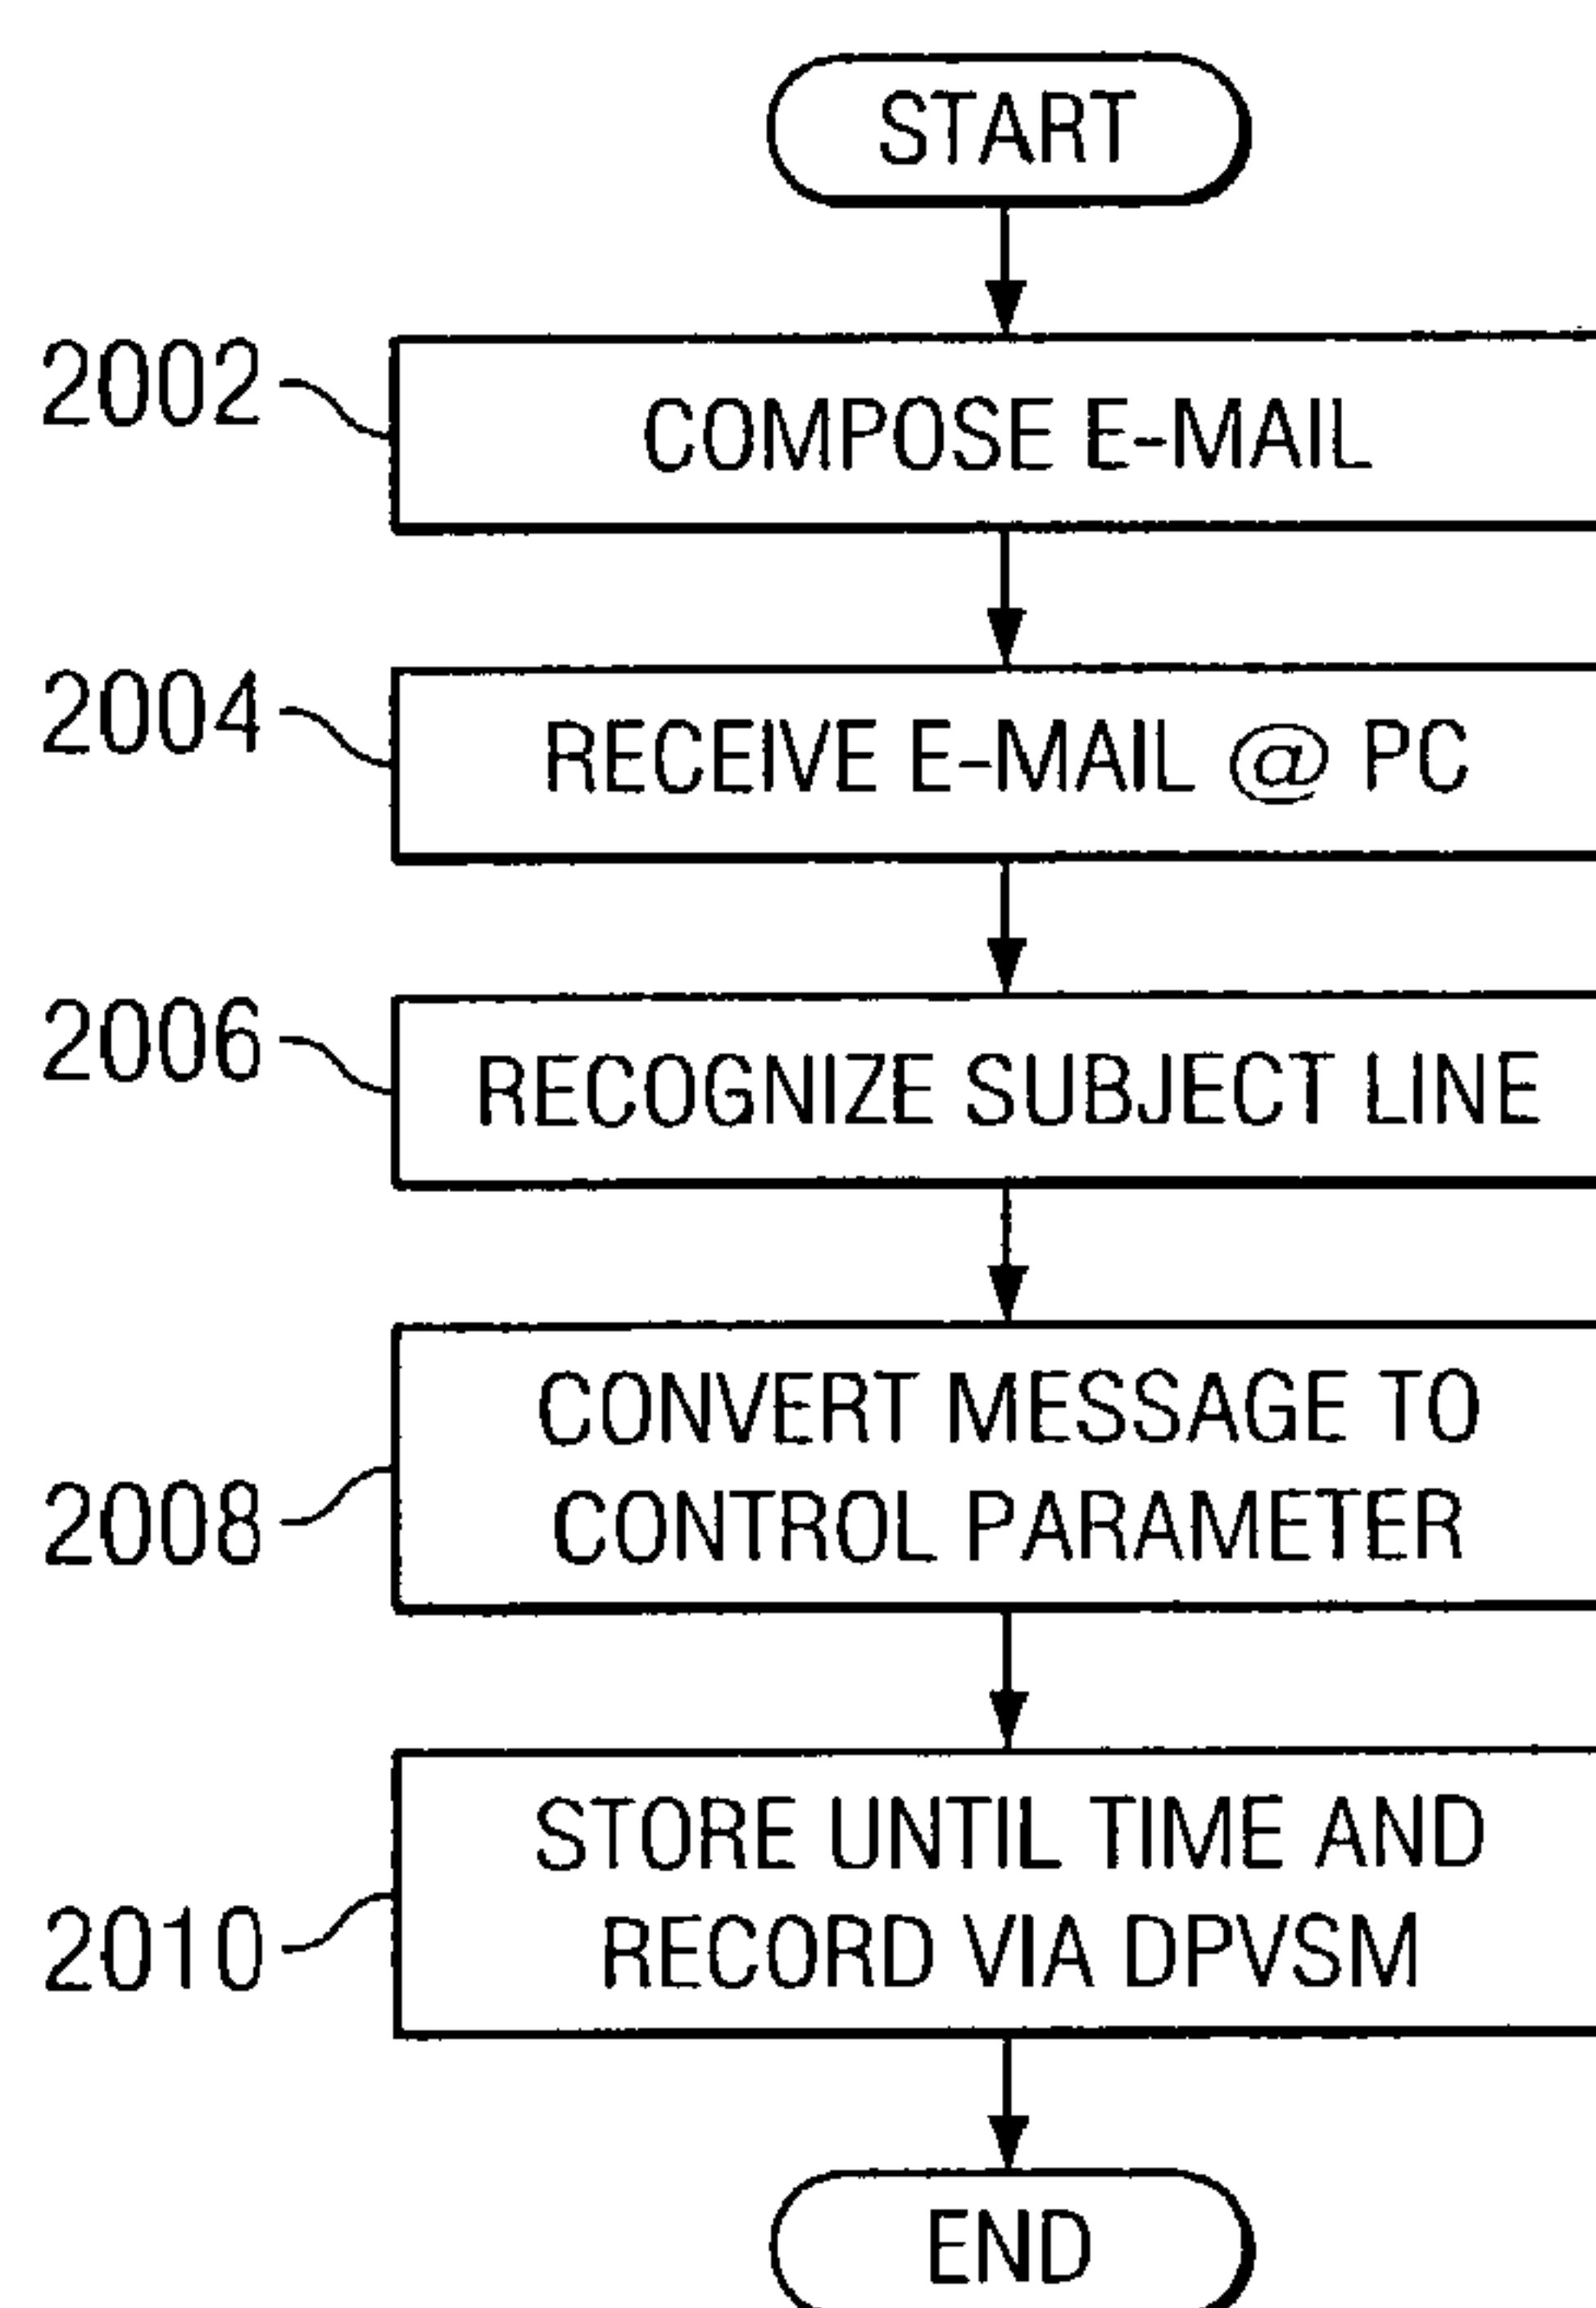 START
2002
COMPOSE E-MAIL
2004
RECEIVE E-MAIL @ PC
2006
RECOGNIZE SUBJECT LINE
2008
CONVERT MESSAGE TO
CONTROL PARAMETER
2010
STORE UNTIL TIME AND
RECORD VIA DPVSM
END